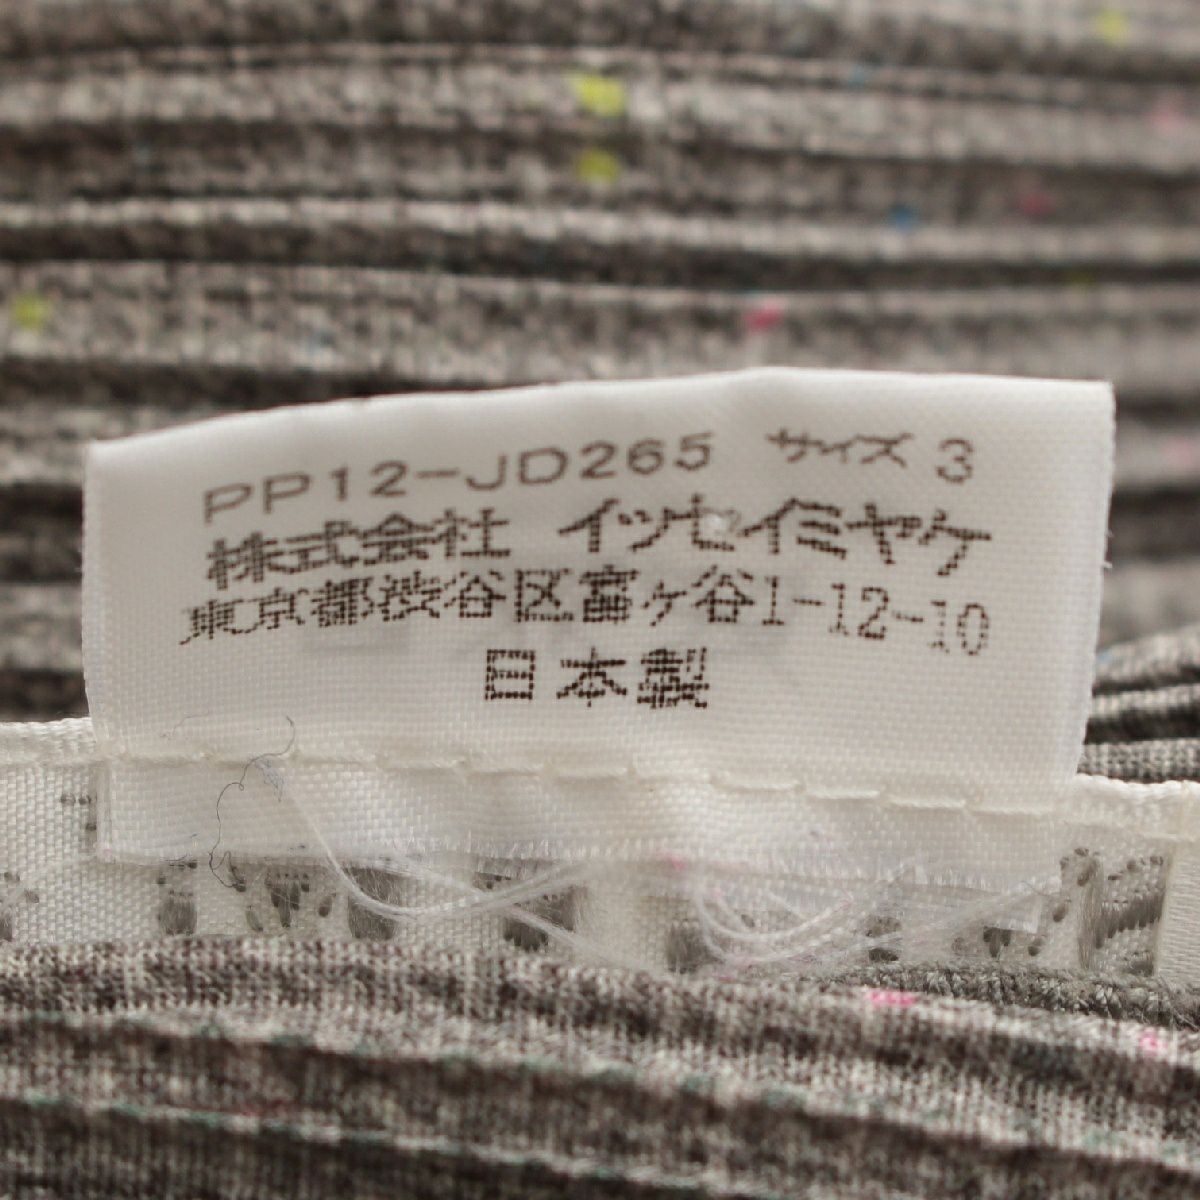 PP12-JD265 サイズ 3
株式会社 イッセイミヤケ
東京都渋谷区富ヶ谷1-12-10
日本製